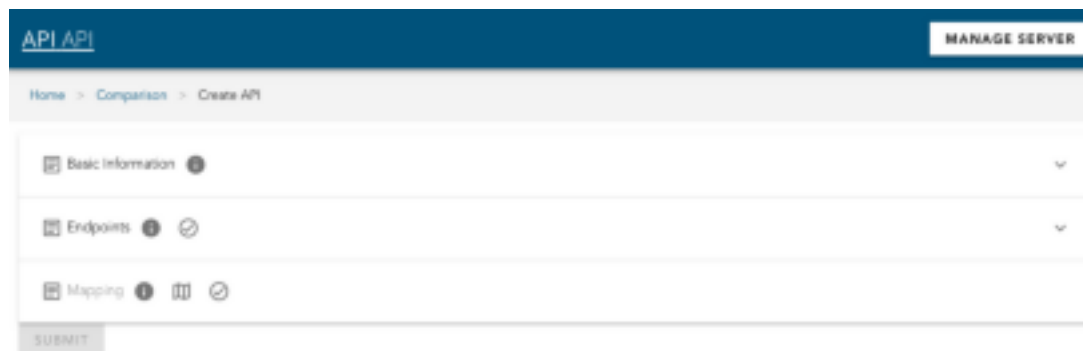 API API
MANAGE SERVER
Home > Comparison > Create API
Basic Information
Endpoints
Mapping
SUBMIT